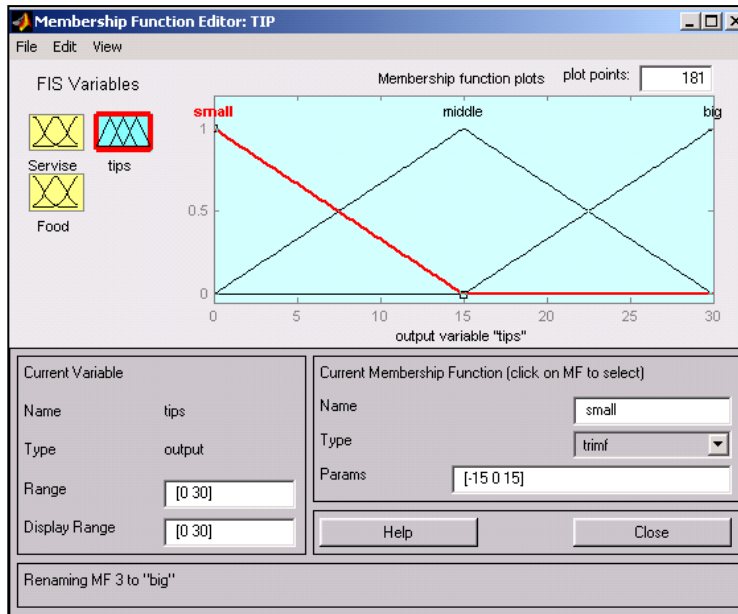 Membership Function Editor: TIP
File Edit View
FIS Variables
Membership function plots plot points: 181
small middle big
Servise tips
Food
1
0.5
0
0 5 10 15 20 25 30
output variable "tips"
Current Variable
Name tips
Type output
Range [0 30]
Display Range [0 30]
Current Membership Function (click on MF to select)
Name small
Type trimf
Params [-15 0 15]
Help Close
Renaming MF 3 to "big"